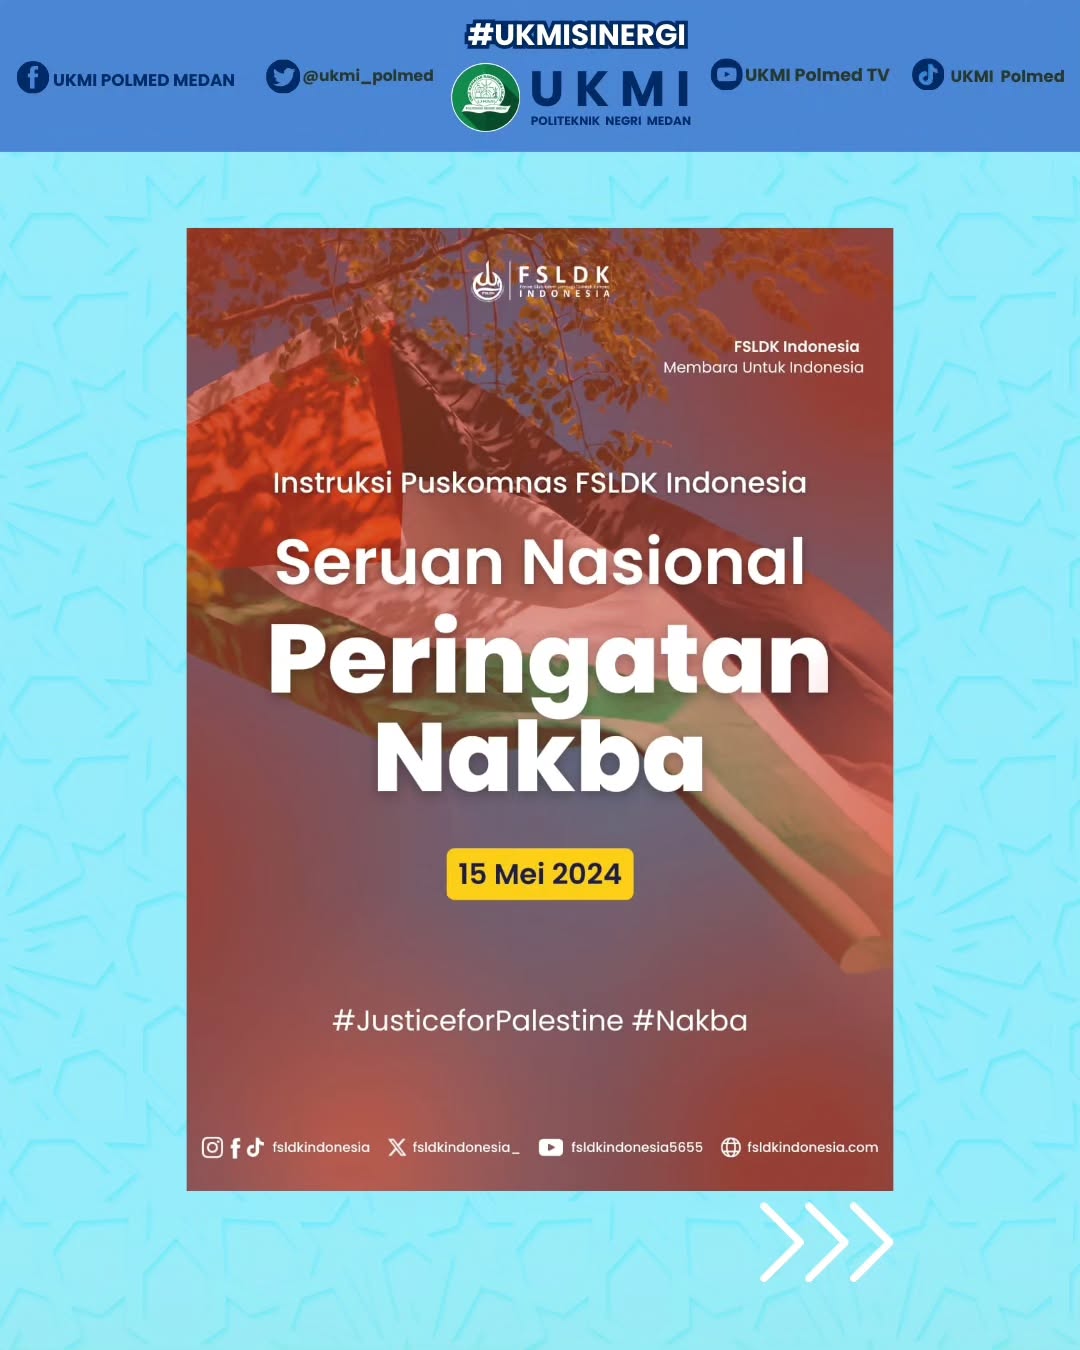 #UKMISINERGI
UKMI POLMED MEDAN
@ukmi_polmed
UKMI
POLITEKNIK NEGRI MEDAN
UKMI Polmed TV
UKMI Polmed
FSLDK
INDONESIA
FSLDK Indonesia
Membara Untuk Indonesia
Instruksi Puskomnas FSLDK Indonesia
Seruan Nasional
Peringatan
Nakba
15 Mei 2024
#JusticeforPalestine #Nakba
fsldkindonesia
fsldkindonesia_
fsldkindonesia5655
fsldkindonesia.com